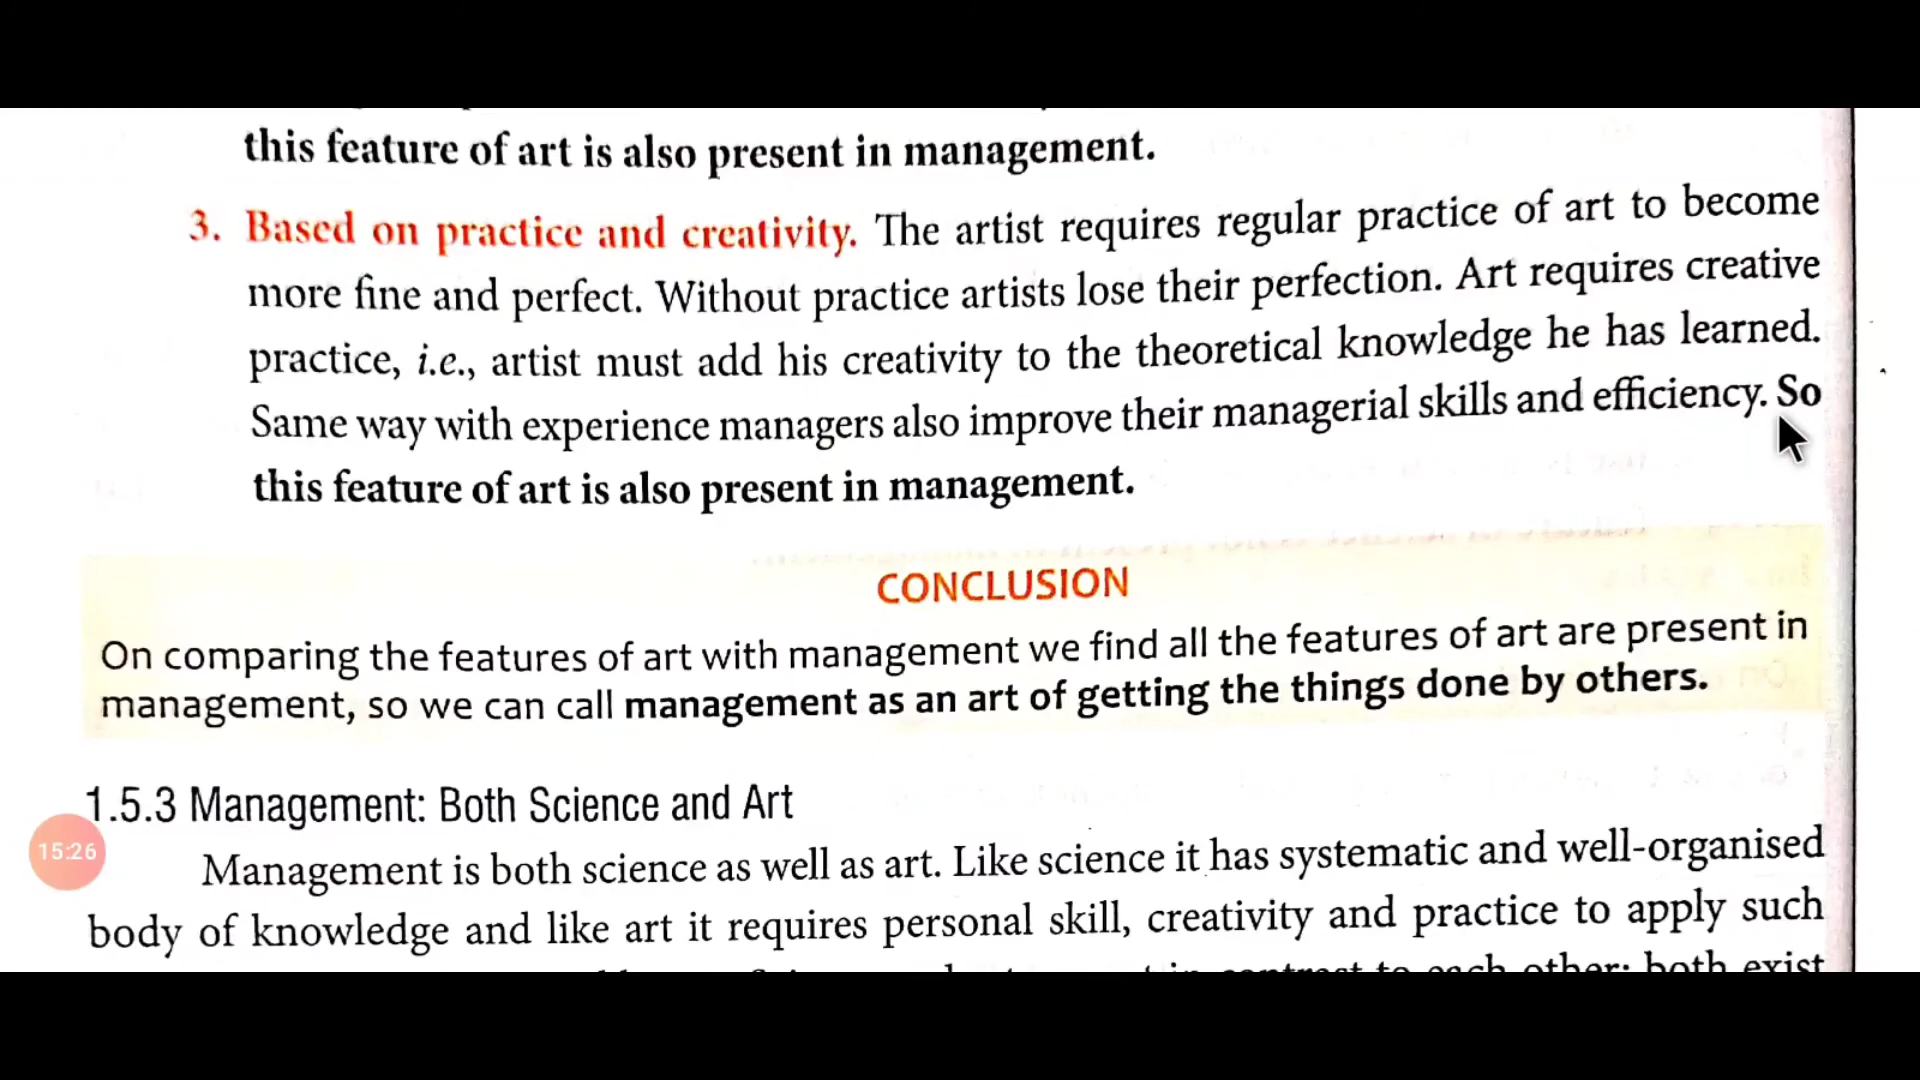 this feature of art is also present in management.
3. Based on practice and creativity. The artist requires regular practice of art to become
more fine and perfect. Without practice artists lose their perfection. Art requires creative
practice, i.e., artist must add his creativity to the theoretical knowledge he has learned.
Same way with experience managers also improve their managerial skills and efficiency. So
this feature of art is also present in management.
CONCLUSION
On comparing the features of art with management we find all the features of art are present in
management, so we can call management as an art of getting the things done by others.
1.5.3 Management: Both Science and Art
15:26
Management is both science as well as art. Like science it has systematic and well-organised
body of knowledge and like art it requires personal skill, creativity and practice to apply such
in contrast to each other; both exist